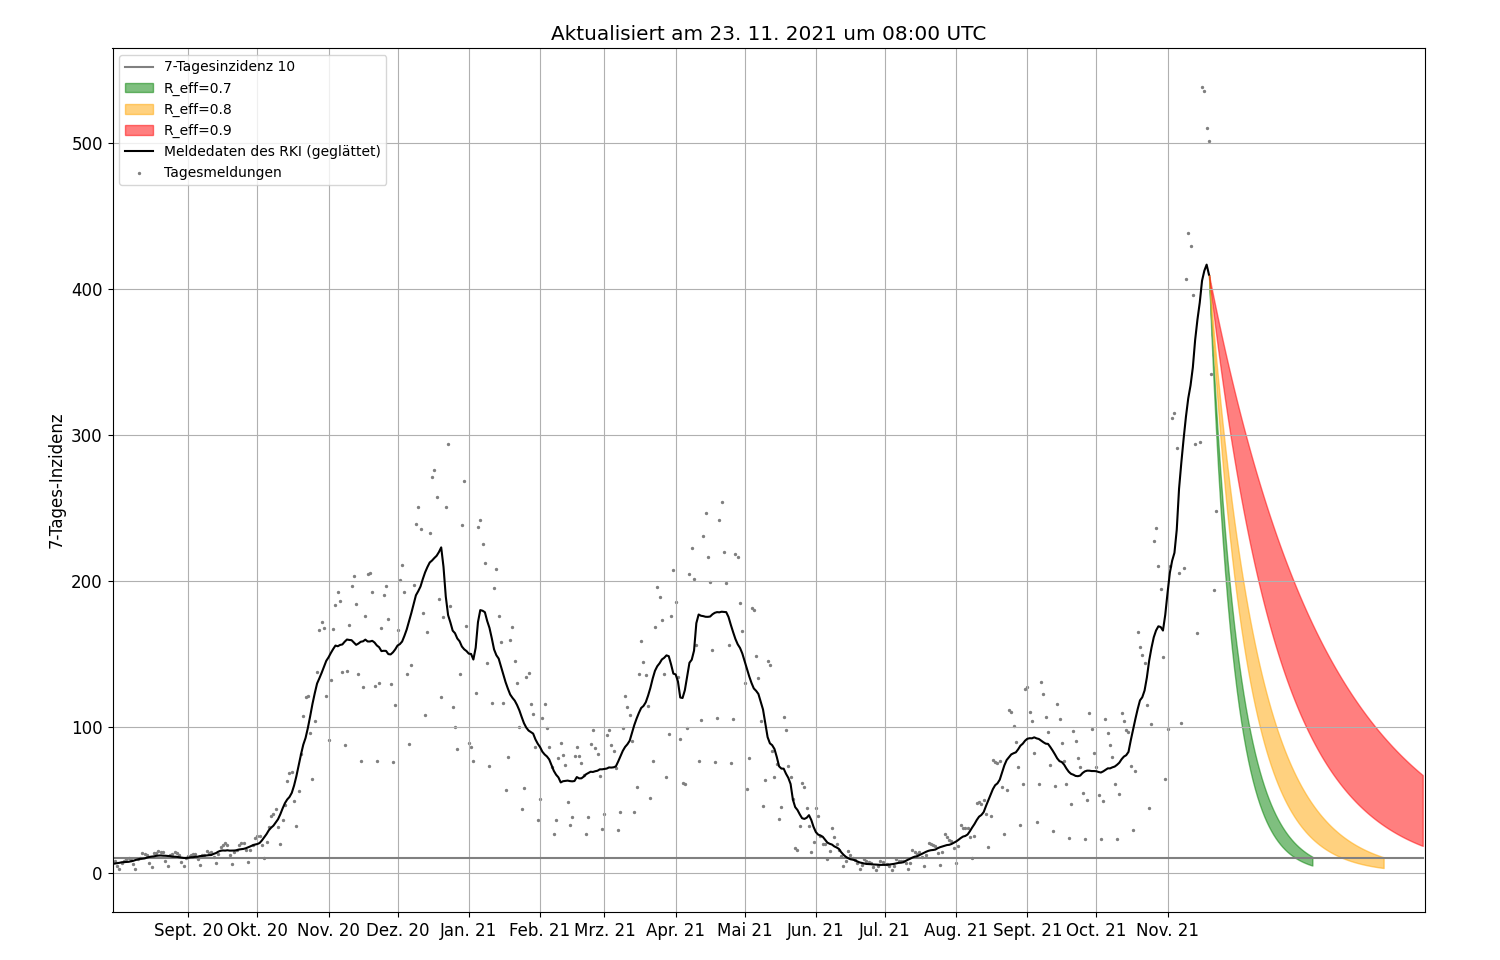 Aktualisiert am 23. 11. 2021 um 08:00 UTC
7-Tagesinzidenz 10
R_eff=0.7
R_eff=0.8
R_eff=0.9
Meldedaten des RKI (geglättet)
Tagesmeldungen
7-Tages-Inzidenz
500
400
300
200
100
0
Sept. 20 Okt. 20 Nov. 20 Dez. 20 Jan. 21 Feb. 21 Mrz. 21 Apr. 21 Mai 21 Jun. 21 Jul. 21 Aug. 21 Sept. 21 Oct. 21 Nov. 21